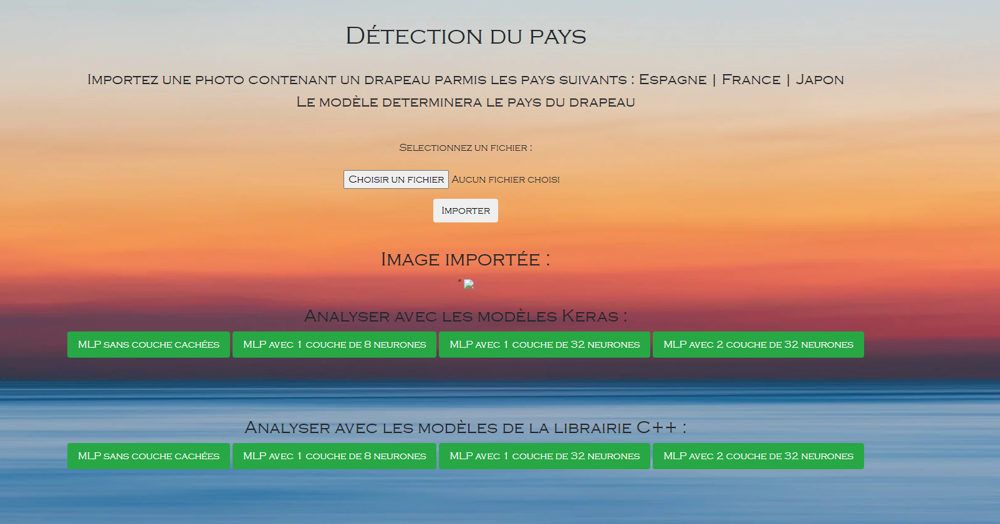 Détection du pays
Importez une photo contenant un drapeau parmis les pays suivants : Espagne | France | Japon
Le modèle determinera le pays du drapeau
Selectionnez un fichier :
Choisir un fichier Aucun fichier choisi
Importer
Image importée :
*
Analyser avec les modèles Keras :
MLP sans couche cachées MLP avec 1 couche de 8 neurones MLP avec 1 couche de 32 neurones MLP avec 2 couche de 32 neurones
Analyser avec les modèles de la librairie C++ :
MLP sans couche cachées MLP avec 1 couche de 8 neurones MLP avec 1 couche de 32 neurones MLP avec 2 couche de 32 neurones